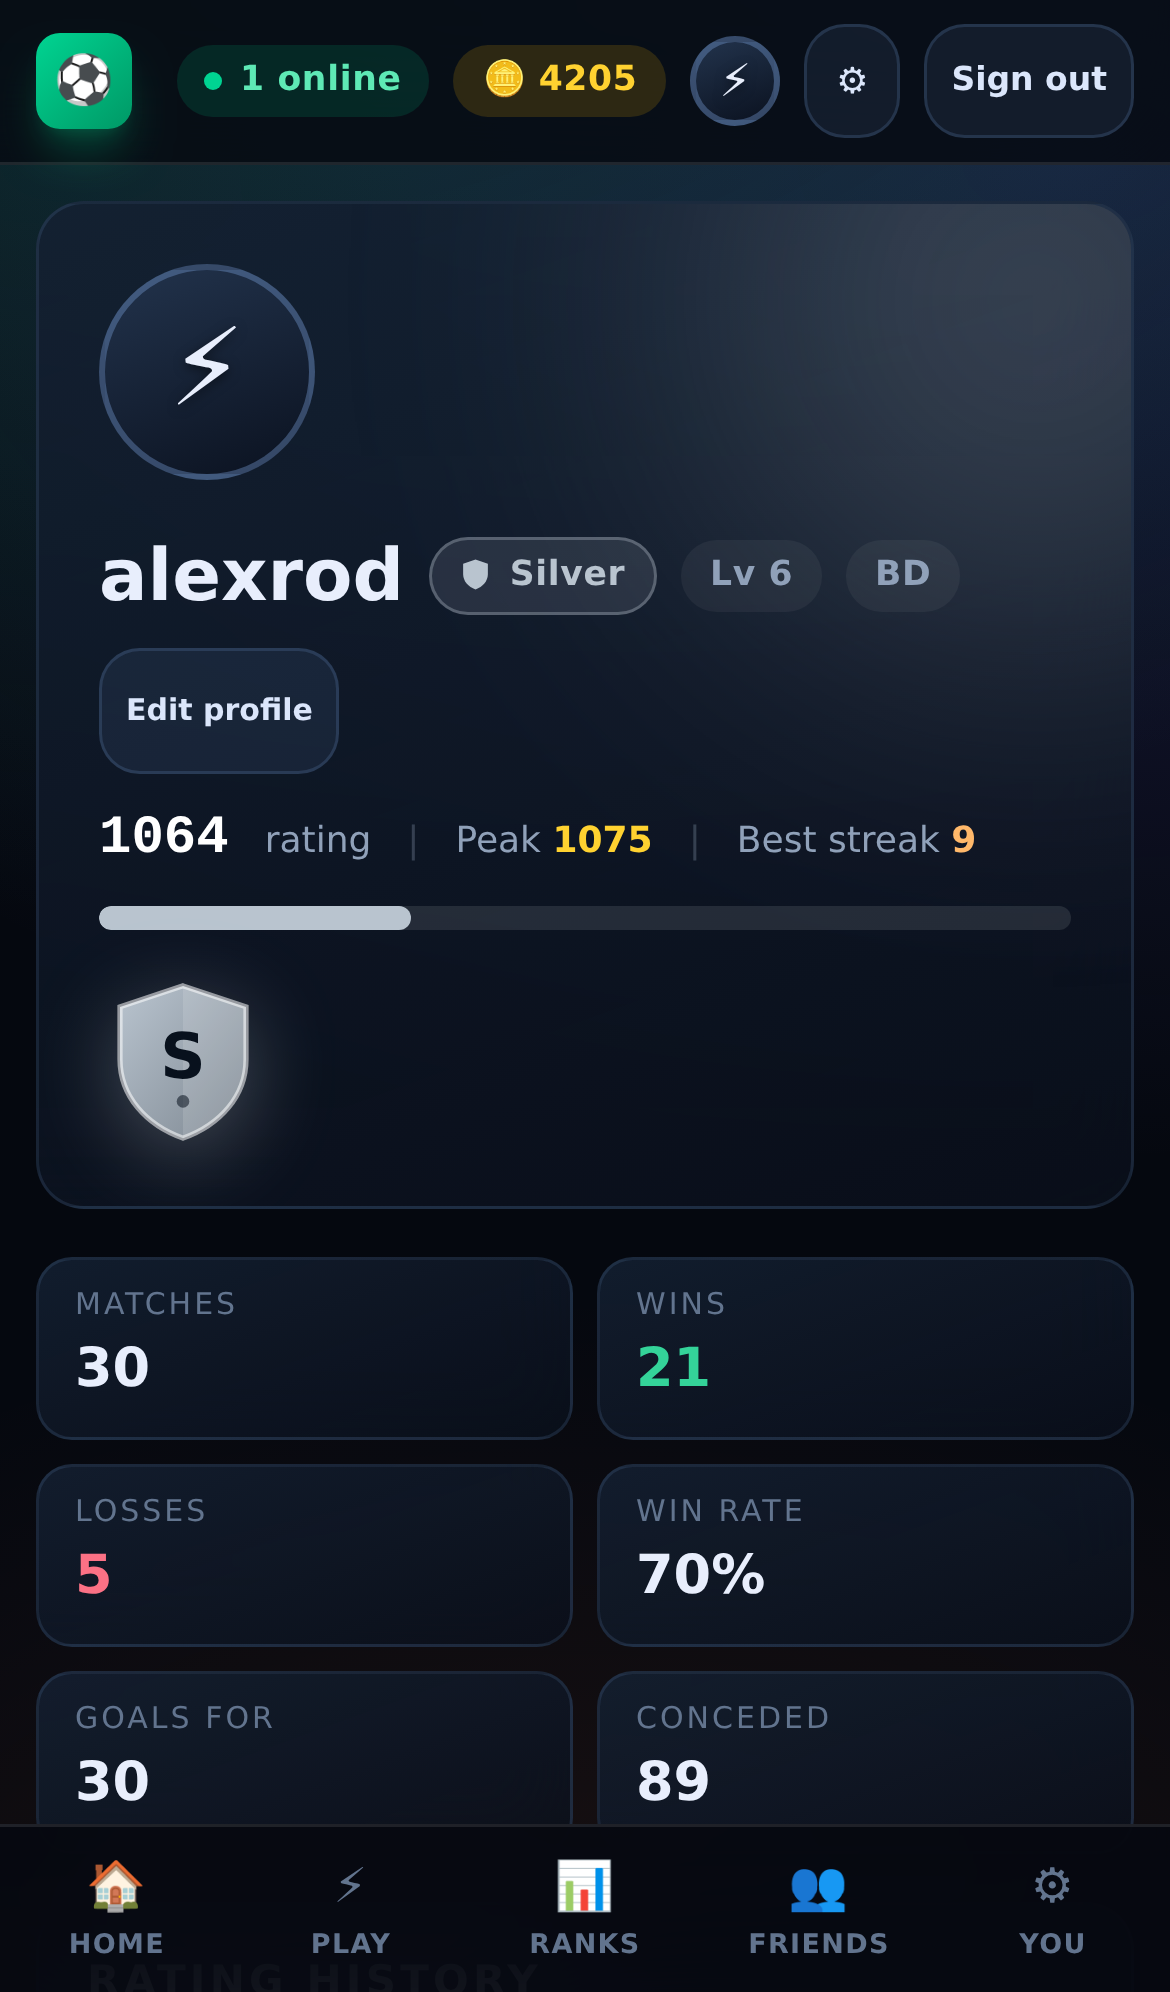 1 online 4205 Sign out
alexrod Silver Lv 6 BD
Edit profile
1064 rating | Peak 1075 | Best streak 9
S
MATCHES WINS
30 21
LOSSES WIN RATE
5 70%
GOALS FOR CONCEDED
30 89
HOME PLAY RANKS FRIENDS YOU
RATING HISTORY